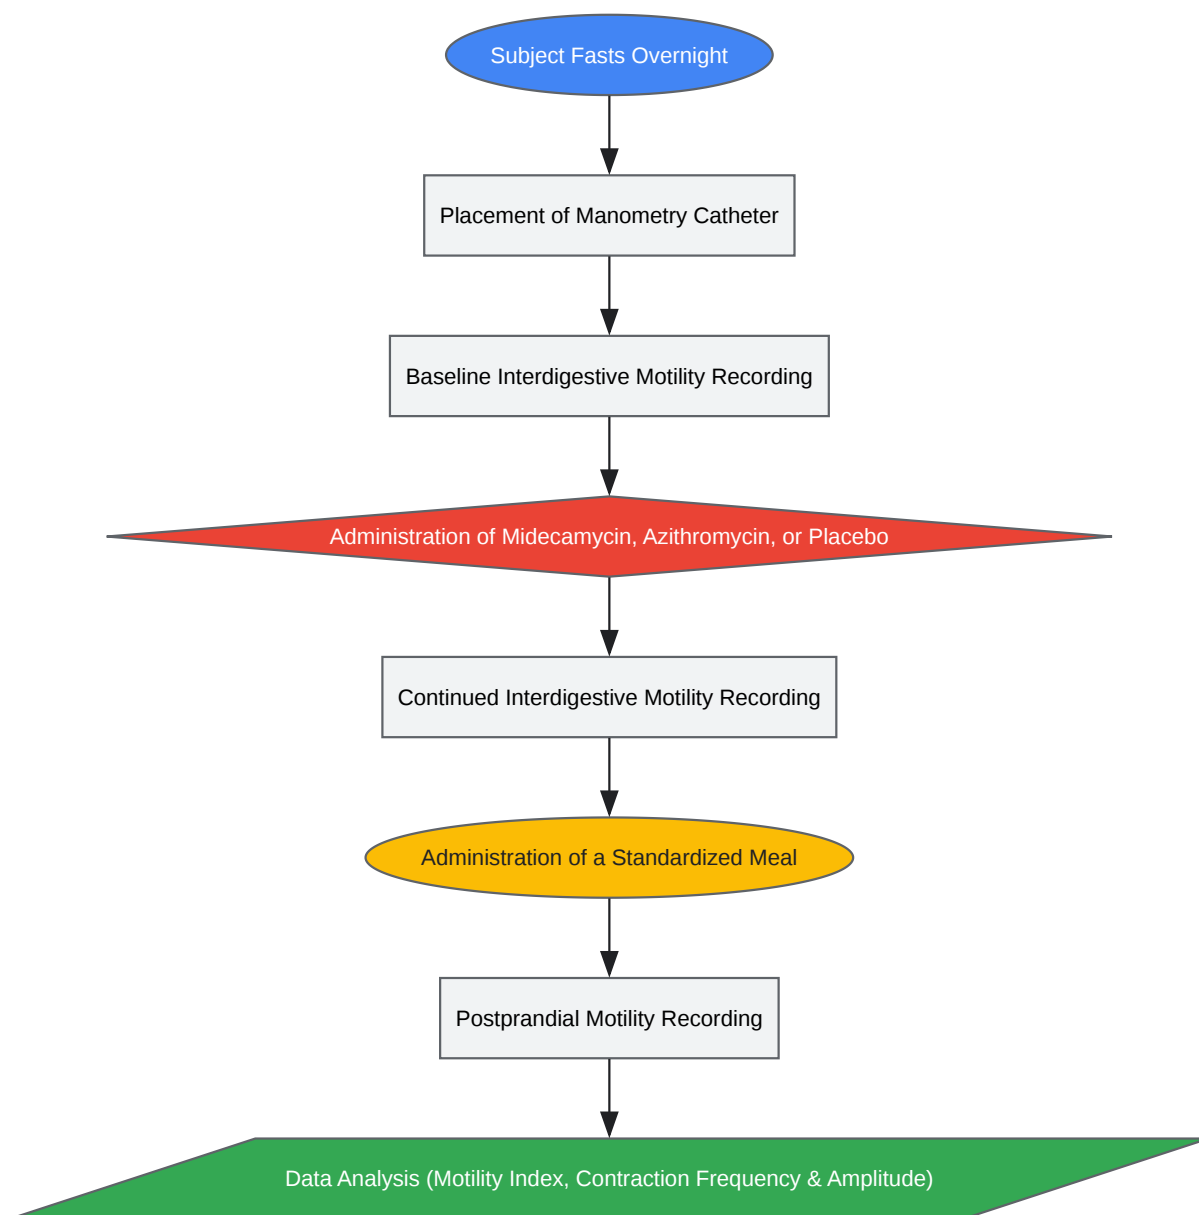 Subject Fasts Overnight
Placement of Manometry Catheter
Baseline Interdigestive Motility Recording
Administration of Midecamycin, Azithromycin, or Placebo
Continued Interdigestive Motility Recording
Administration of a Standardized Meal
Postprandial Motility Recording
Data Analysis (Motility Index, Contraction Frequency & Amplitude)